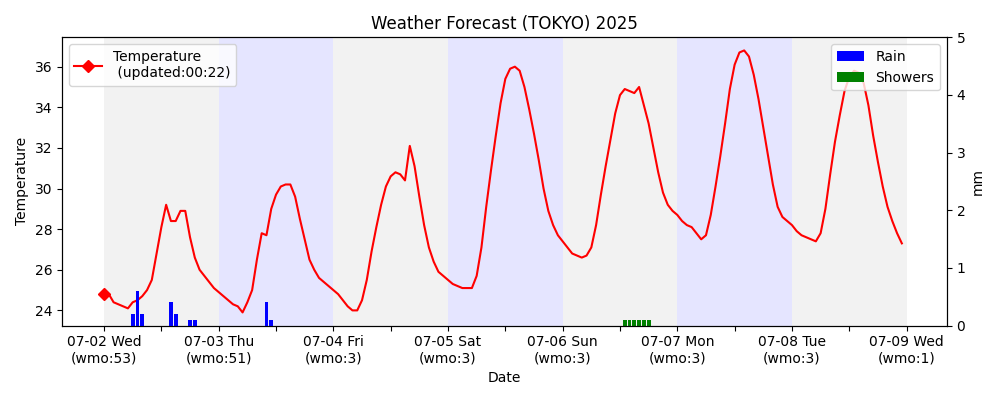 Weather Forecast (TOKYO) 2025
Temperature
(updated:00:22)
Rain
Showers
Temperature
36
34
32
30
28
26
24
5
4
3
2
1
0
mm
07-02 Wed
(wmo:53)
07-03 Thu
(wmo:51)
07-04 Fri
(wmo:3)
07-05 Sat
(wmo:3)
07-06 Sun
(wmo:3)
07-07 Mon
(wmo:3)
07-08 Tue
(wmo:3)
07-09 Wed
(wmo:1)
Date